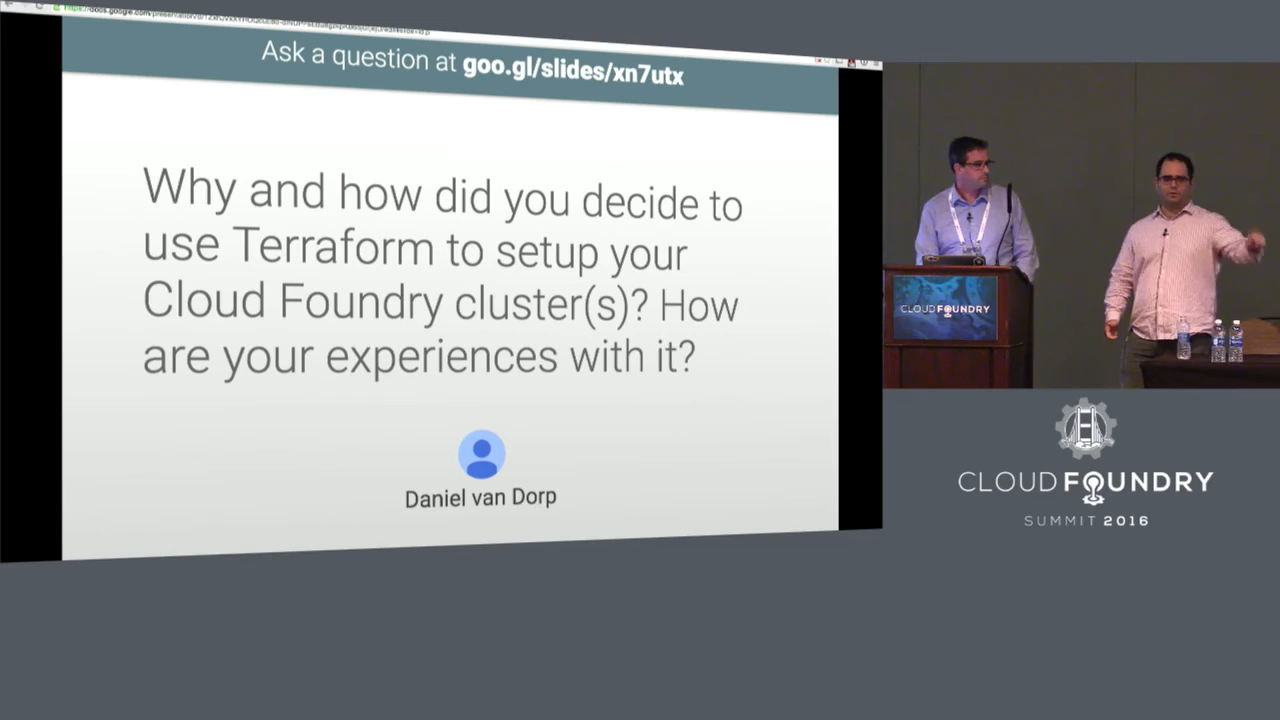 Ask a question at goo.gl/slides/xn7utx
Why and how did you decide to
use Terraform to setup your
Cloud Foundry cluster(s)? How
are your experiences with it?
Daniel van Dorp
CLOUD FOUNDRY
CLOUD FOUNDRY
SUMMIT 2016